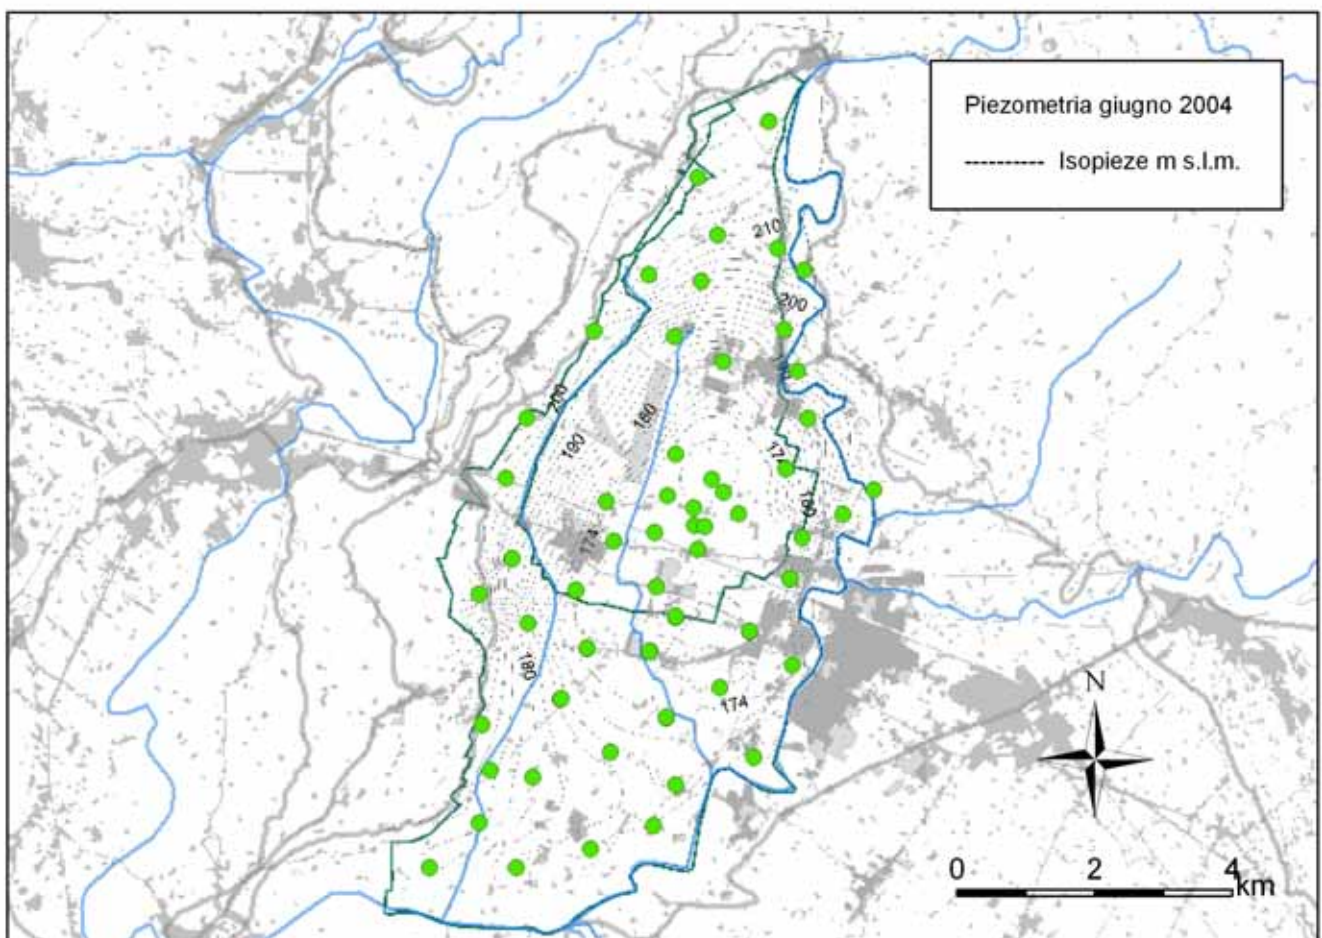 Piezometria giugno 2004
---------- Isopieze m s.l.m.
210
200
200
180
190
174
180
174
180
174
N
0 2 4 km